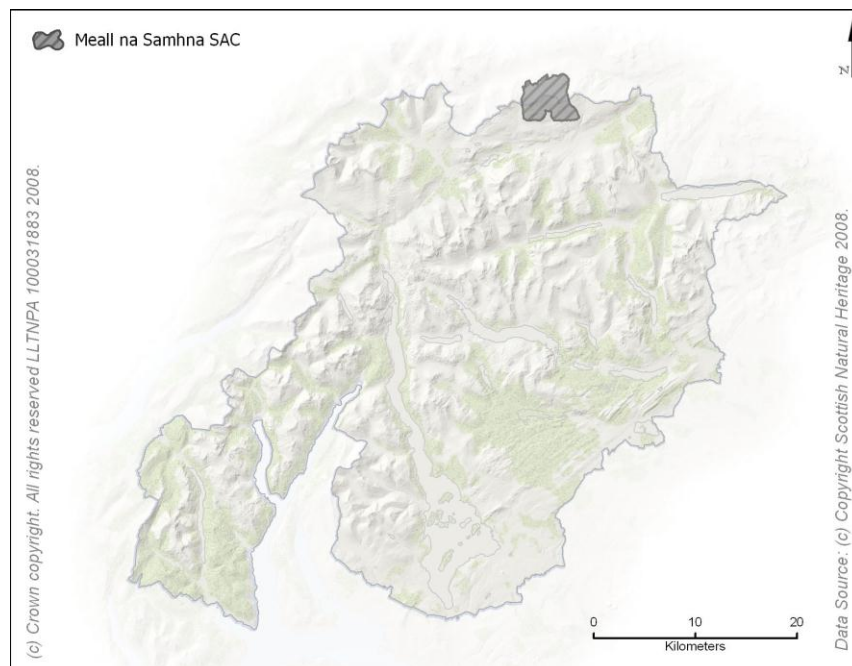 Meall na Samhna SAC
N
(c) Crown copyright. All rights reserved LLTNPA 100031883 2008.
Data Source: (c) Copyright Scottish Natural Heritage 2008.
0 10 20
Kilometers